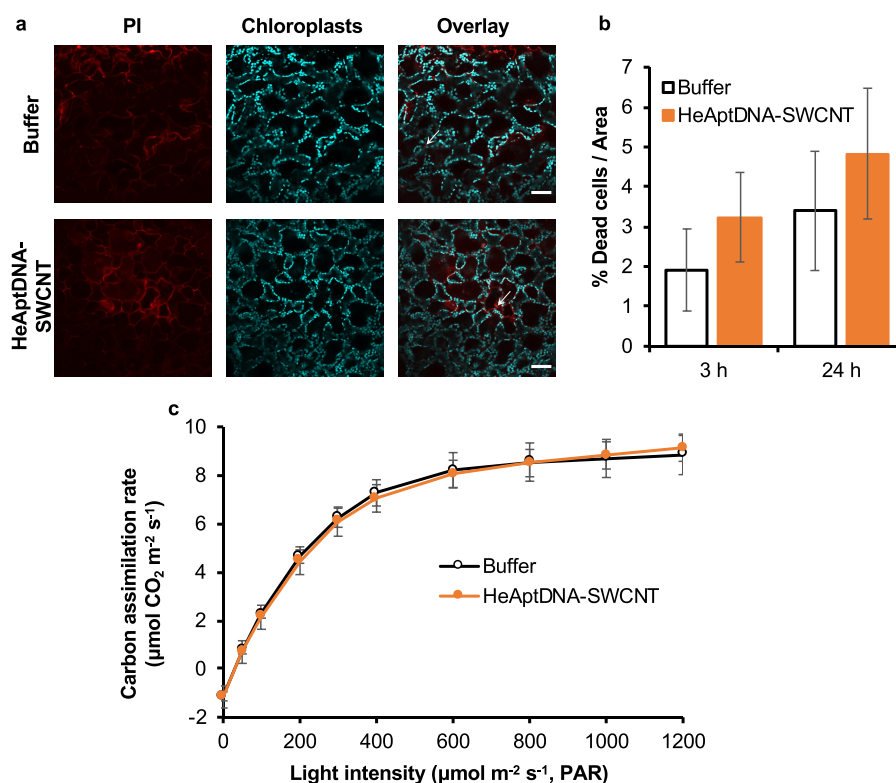 a
PI
Chloroplasts
Overlay
Buffer
HeAptDNA-
SWCNT
b
7
6
5
4
3
2
1
0
% Dead cells / Area
Buffer
HeAptDNA-SWCNT
3 h
24 h
c
10
8
6
4
2
0
-2
Carbon assimilation rate
(µmol CO₂ m⁻² s⁻¹)
Buffer
HeAptDNA-SWCNT
0
200
400
600
800
1000
1200
Light intensity (µmol m⁻² s⁻¹, PAR)